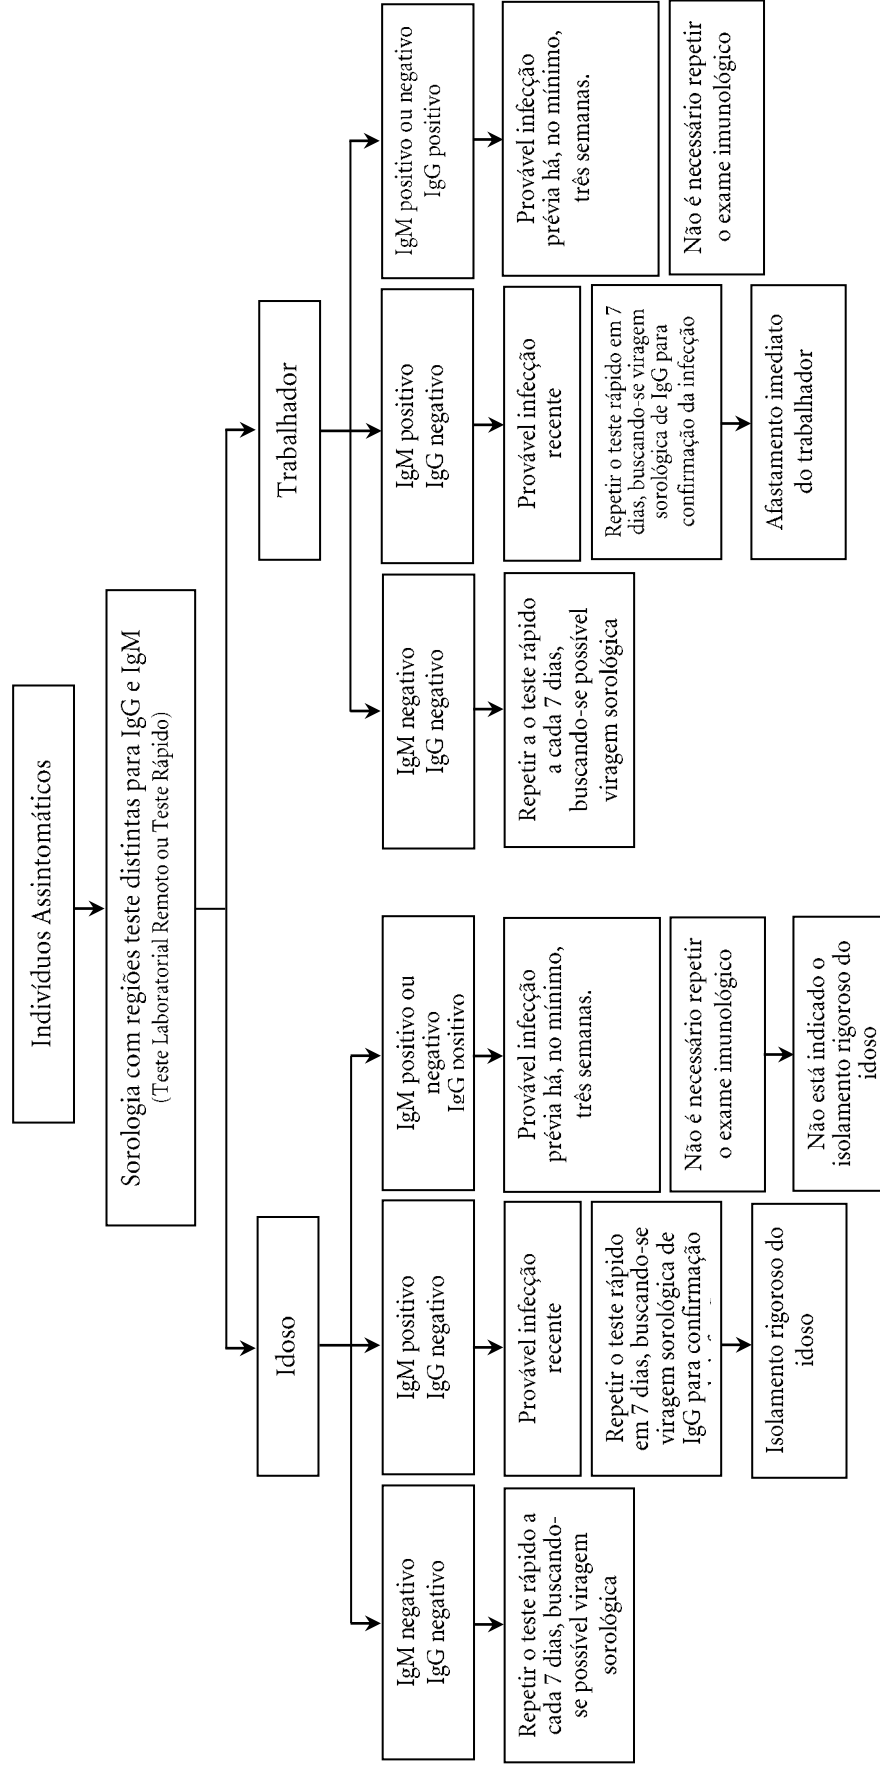 Indivíduos Assintomáticos
Sorologia com regiões teste distintas para IgG e IgM
(Teste Laboratorial Remoto ou Teste Rápido)
Idoso
IgM negativo
IgG negativo
Repetir o teste rápido a
cada 7 dias, buscando-
se possível viragem
sorológica
IgM positivo
IgG negativo
Provável infecção
recente
Repetir o teste rápido
em 7 dias, buscando-se
viragem sorológica de
IgG para confirmação
Isolamento rigoroso do
idoso
IgM positivo ou
negativo
IgG positivo
Provável infecção
prévia há, no mínimo,
três semanas.
Não é necessário repetir
o exame imunológico
Não está indicado o
isolamento rigoroso do
idoso
Trabalhador
IgM negativo
IgG negativo
Repetir a o teste rápido
a cada 7 dias,
buscando-se possível
viragem sorológica
IgM positivo
IgG negativo
Provável infecção
recente
Repetir o teste rápido em 7
dias, buscando-se viragem
sorológica de IgG para
confirmação da infecção
Afastamento imediato
do trabalhador
IgM positivo ou negativo
IgG positivo
Provável infecção
prévia há, no mínimo,
três semanas.
Não é necessário repetir
o exame imunológico